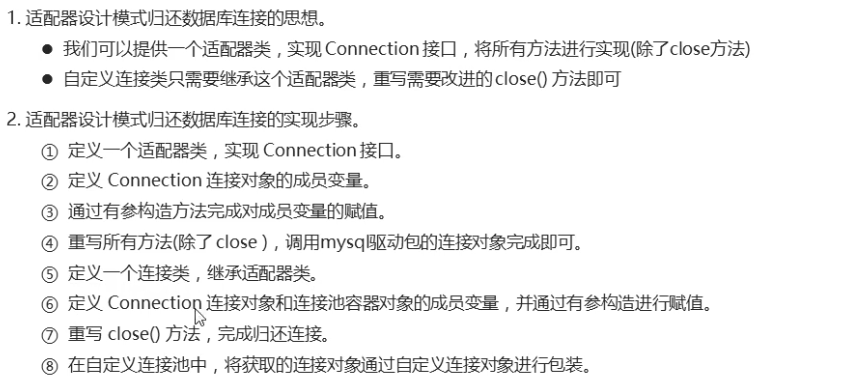 1. 适配器设计模式归还数据库连接的思想。
● 我们可以提供一个适配器类，实现 Connection 接口，将所有方法进行实现(除了close方法)
● 自定义连接类只需要继承这个适配器类，重写需要改进的 close() 方法即可
2. 适配器设计模式归还数据库连接的实现步骤。
① 定义一个适配器类，实现 Connection 接口。
② 定义 Connection 连接对象的成员变量。
③ 通过有参构造方法完成对成员变量的赋值。
④ 重写所有方法(除了 close )，调用mysql驱动包的连接对象完成即可。
⑤ 定义一个连接类，继承适配器类。
⑥ 定义 Connection 连接对象和连接池容器对象的成员变量，并通过有参构造进行赋值。
⑦ 重写 close() 方法，完成归还连接。
⑧ 在自定义连接池中，将获取的连接对象通过自定义连接对象进行包装。